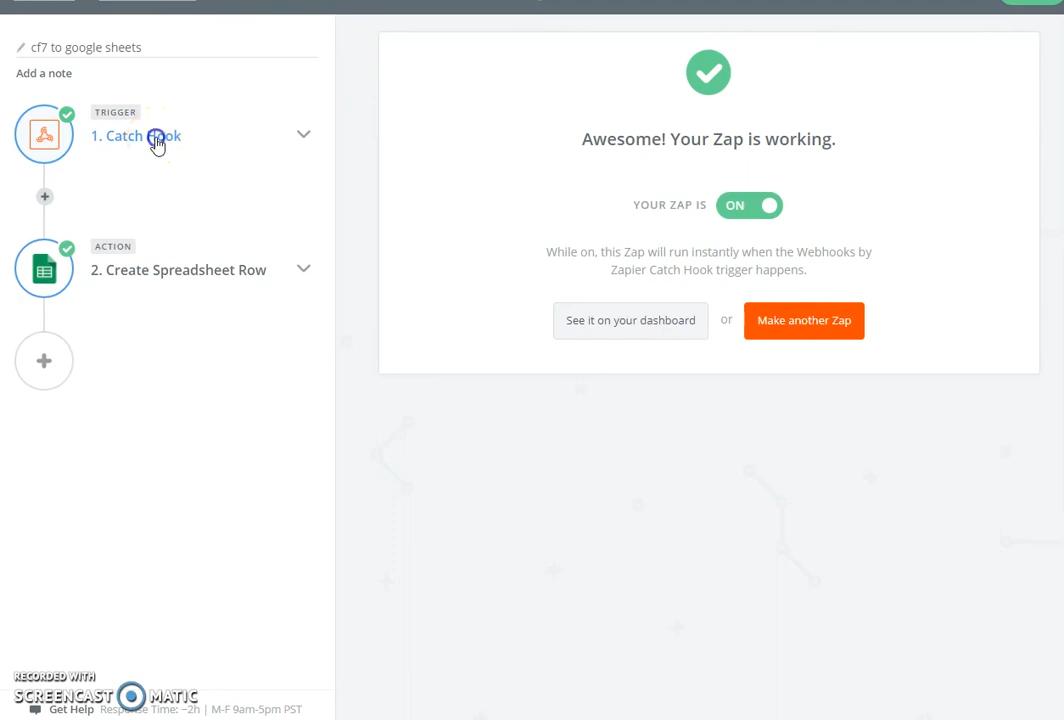 cf7 to google sheets
Add a note
TRIGGER
1. Catch Hook
ACTION
2. Create Spreadsheet Row
Awesome! Your Zap is working.
YOUR ZAP IS ON
While on, this Zap will run instantly when the Webhooks by
Zapier Catch Hook trigger happens.
See it on your dashboard or Make another Zap
RECORDED WITH
SCREENCAST MATIC
Get Help Response Time: ~2h | M-F 9am-5pm PST